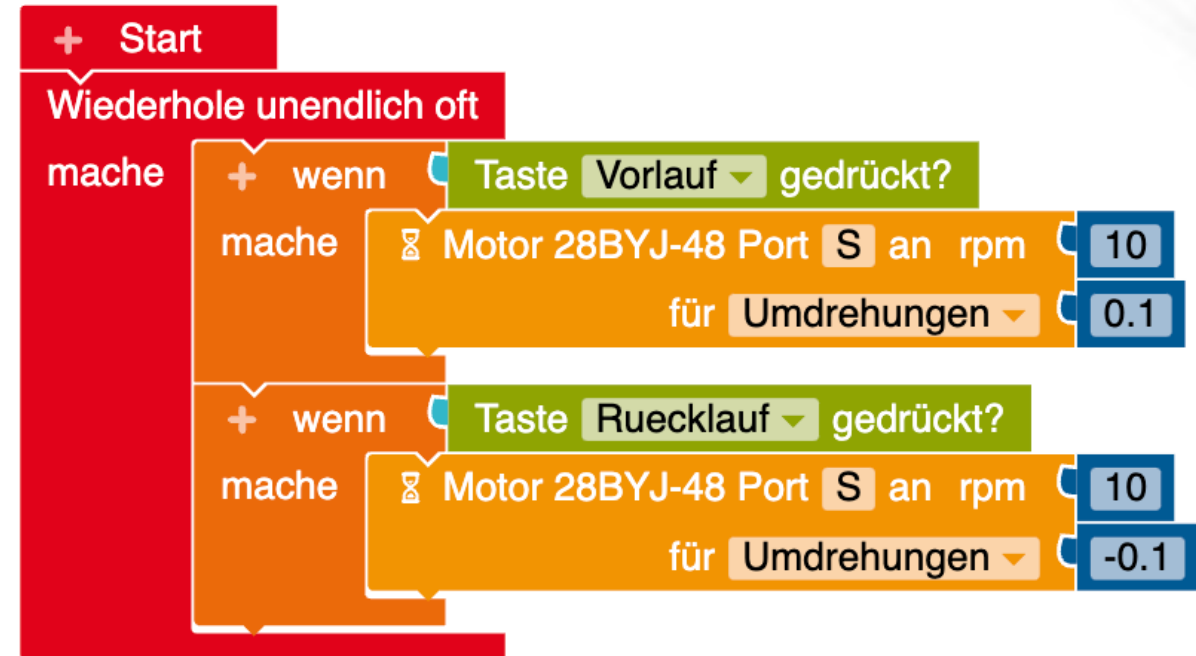 + Start
Wiederhole unendlich oft
mache + wenn Taste Vorlauf gedrückt?
mache Motor 28BYJ-48 Port S an rpm 10
für Umdrehungen 0.1
+ wenn Taste Ruecklauf gedrückt?
mache Motor 28BYJ-48 Port S an rpm 10
für Umdrehungen -0.1